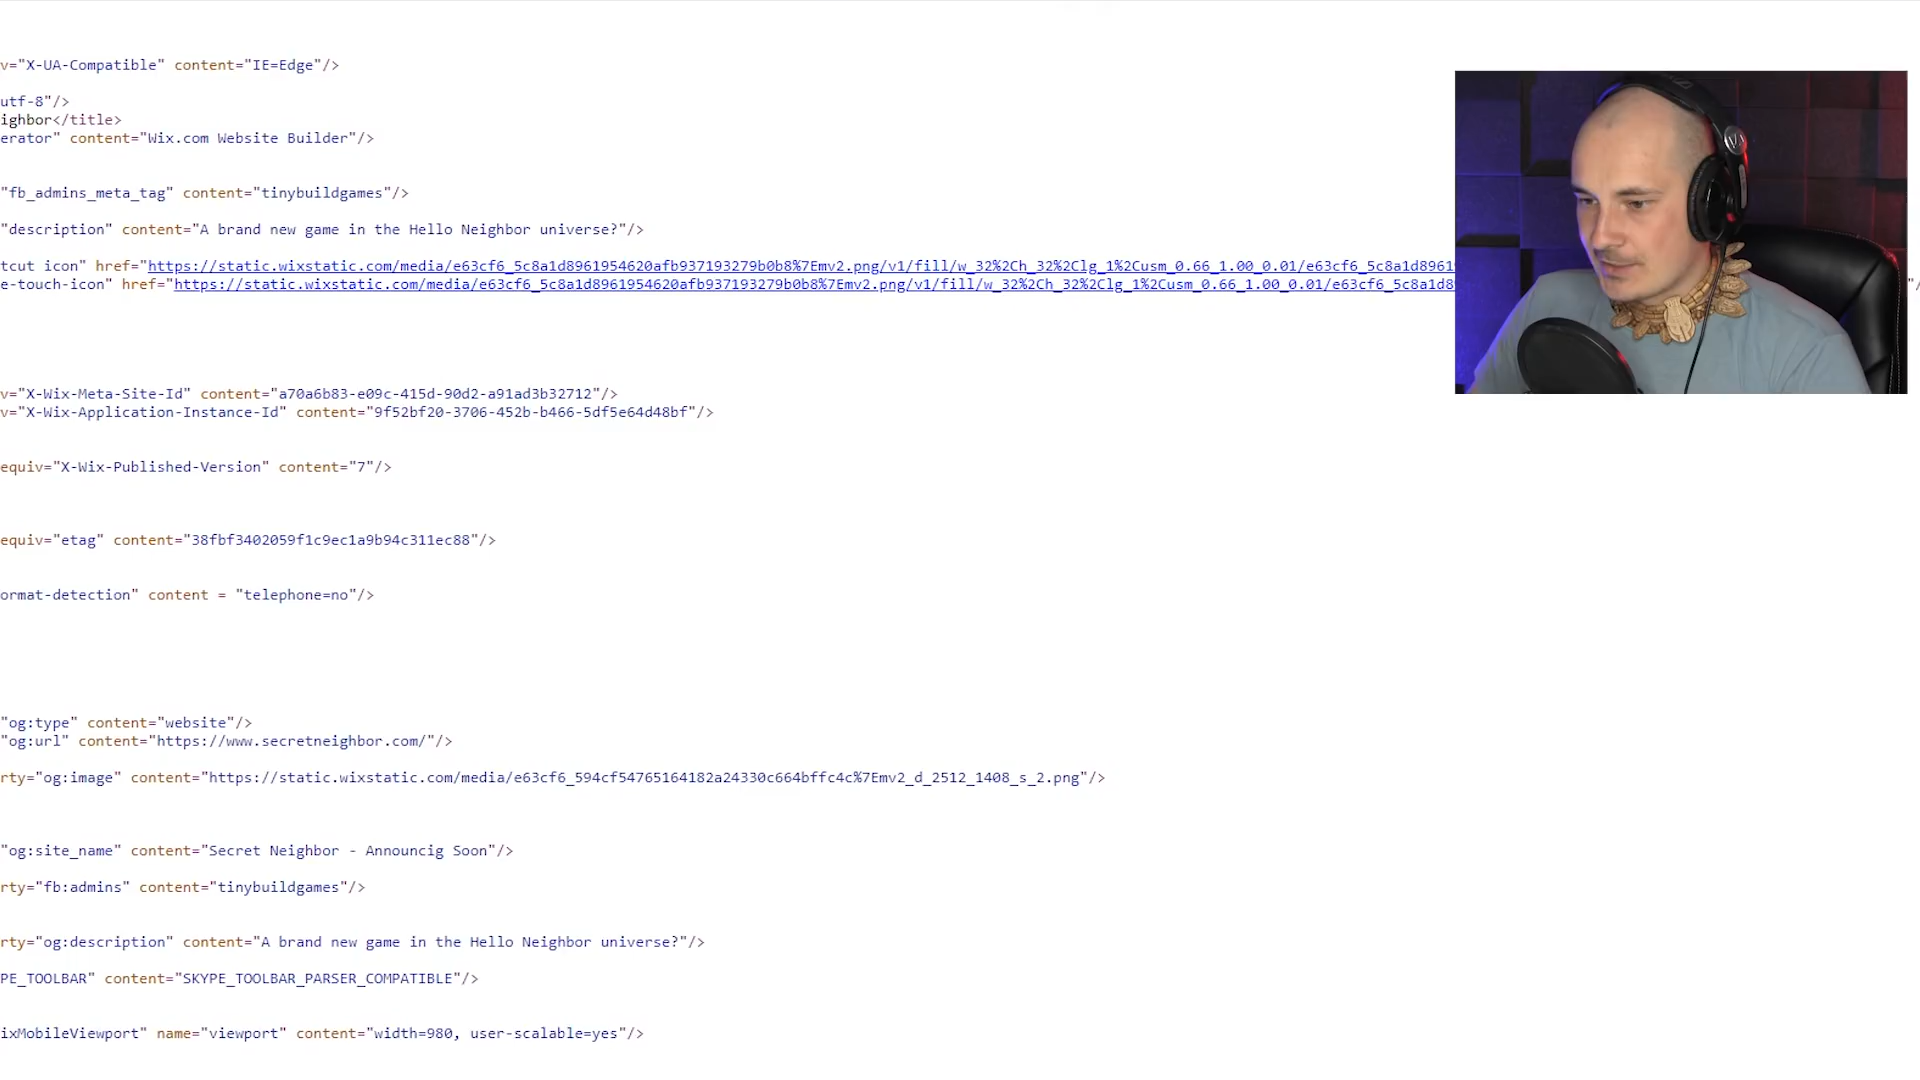 v="X-UA-Compatible" content="IE=Edge"/>
utf-8"/>
ighbor</title>
erator" content="Wix.com Website Builder"/>
"fb_admins_meta_tag" content="tinybuildgames"/>
"description" content="A brand new game in the Hello Neighbor universe?"/>
tcut icon" href="https://static.wixstatic.com/media/e63cf6_5c8a1d8961954620afb937193279b0b8%7Emv2.png/v1/fill/w_32%2Ch_32%2Clg_1%2Cusm_0.66_1.00_0.01/e63cf6_5c8a1d8961
e-touch-icon" href="https://static.wixstatic.com/media/e63cf6_5c8a1d8961954620afb937193279b0b8%7Emv2.png/v1/fill/w_32%2Ch_32%2Clg_1%2Cusm_0.66_1.00_0.01/e63cf6_5c8a1d8 "/
v="X-Wix-Meta-Site-Id" content="a70a6b83-e09c-415d-90d2-a91ad3b32712"/>
v="X-Wix-Application-Instance-Id" content="9f52bf20-3706-452b-b466-5df5e64d48bf"/>
equiv="X-Wix-Published-Version" content="7"/>
equiv="etag" content="38fbf3402059f1c9ec1a9b94c311ec88"/>
ormat-detection" content = "telephone=no"/>
"og:type" content="website"/>
"og:url" content="https://www.secretneighbor.com/"/>
rty="og:image" content="https://static.wixstatic.com/media/e63cf6_594cf54765164182a24330c664bffc4c%7Emv2_d_2512_1408_s_2.png"/>
"og:site_name" content="Secret Neighbor - Announcig Soon"/>
rty="fb:admins" content="tinybuildgames"/>
rty="og:description" content="A brand new game in the Hello Neighbor universe?"/>
PE_TOOLBAR" content="SKYPE_TOOLBAR_PARSER_COMPATIBLE"/>
ixMobileViewport" name="viewport" content="width=980, user-scalable=yes"/>